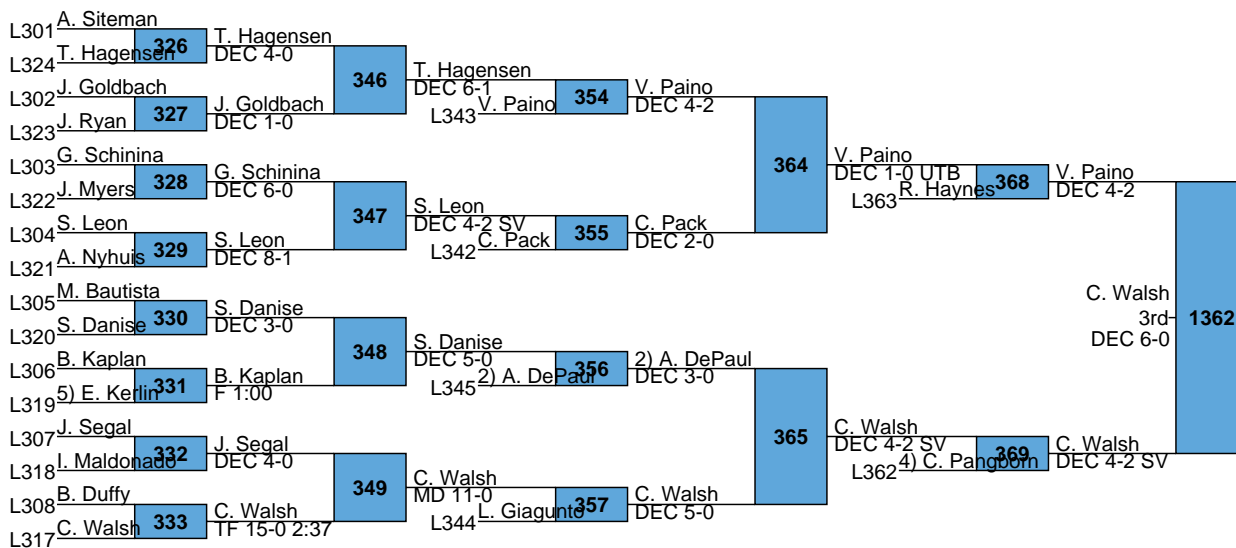 L301 A. Siteman
326
L324 T. Hagensen
T. Hagensen
DEC 4-0
L302 J. Goldbach
327
L323 J. Ryan
J. Goldbach
DEC 1-0
L303 G. Schinina
328
L322 J. Myers
G. Schinina
DEC 6-0
L304 S. Leon
329
L321 A. Nyhuis
S. Leon
DEC 8-1
L305 M. Bautista
330
L320 S. Danise
S. Danise
DEC 3-0
L306 B. Kaplan
331
L319 5) E. Kerlin
B. Kaplan
F 1:00
L307 J. Segal
332
L318 I. Maldonado
J. Segal
DEC 4-0
L308 B. Duffy
333
L317 C. Walsh
C. Walsh
TF 15-0 2:37
346
T. Hagensen
DEC 6-1
L343 V. Paino
354
V. Paino
DEC 4-2
347
S. Leon
DEC 4-2 SV
L342 C. Pack
355
C. Pack
DEC 2-0
348
S. Danise
DEC 5-0
L345 2) A. DePaul
356
2) A. DePaul
DEC 3-0
349
C. Walsh
MD 11-0
L344 L. Giagunto
357
C. Walsh
DEC 5-0
364
V. Paino
DEC 1-0 UTB
L363 R. Haynes
368
V. Paino
DEC 4-2
365
C. Walsh
DEC 4-2 SV
L362 4) C. Pangborn
369
C. Walsh
DEC 4-2 SV
C. Walsh
3rd
DEC 6-0
1362